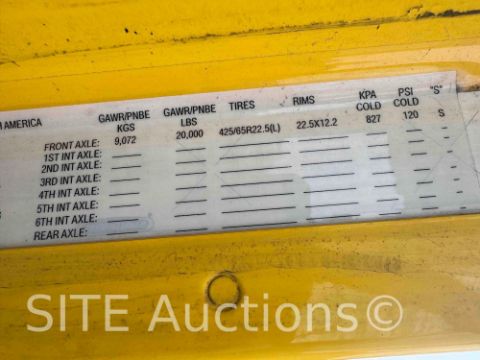 AMERICA GAWR/PNBE GAWR/PNBE TIRES RIMS KPA PSI "S"
KGS LBS COLD COLD
FRONT AXLE: 9,072 20,000 425/65R22.5(L) 22.5X12.2 827 120 S
1ST INT AXLE:
2ND INT AXLE:
3RD INT AXLE:
4TH INT AXLE:
5TH INT AXLE:
6TH INT AXLE:
REAR AXLE:
SITE Auctions©